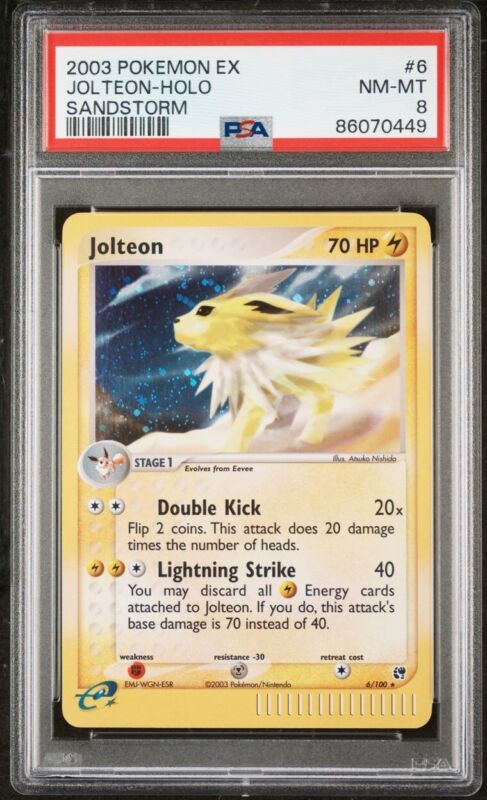 2003 POKEMON EX #6
JOLTEON-HOLO NM-MT
SANDSTORM 8
PSA 86070449
Jolteon 70 HP
Illus. Atsuko Nishida
STAGE 1 Evolves from Eevee
Double Kick 20x
Flip 2 coins. This attack does 20 damage
times the number of heads.
Lightning Strike 40
You may discard all Energy cards
attached to Jolteon. If you do, this attack's
base damage is 70 instead of 40.
weakness resistance -30 retreat cost
EMJ-WGN-ESR ©2003 Pokémon/Nintendo 6/100 ★
e
PSA